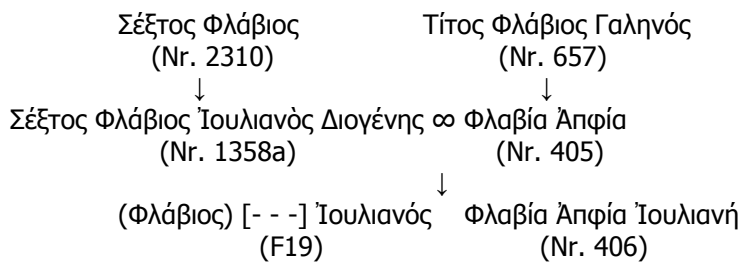 Σέξτος Φλάβιος Τίτος Φλάβιος Γαληνός
(Nr. 2310) (Nr. 657)
↓ ↓
Σέξτος Φλάβιος Ἰουλιανὸς Διογένης ∞ Φλαβία Ἀπφία
(Nr. 1358a) (Nr. 405)
↓
(Φλάβιος) [- - -] Ἰουλιανός Φλαβία Ἀπφία Ἰουλιανή
(F19) (Nr. 406)